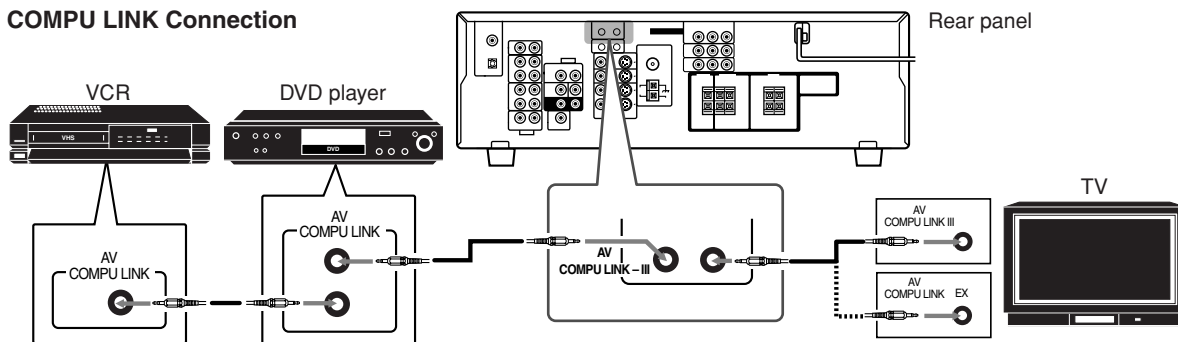 COMPU LINK Connection
Rear panel
VCR
DVD player
VHS
DVD
TV
AV
COMPU LINK
AV
COMPU LINK
AV
COMPU LINK – III
AV
COMPU LINK III
AV
COMPU LINK EX